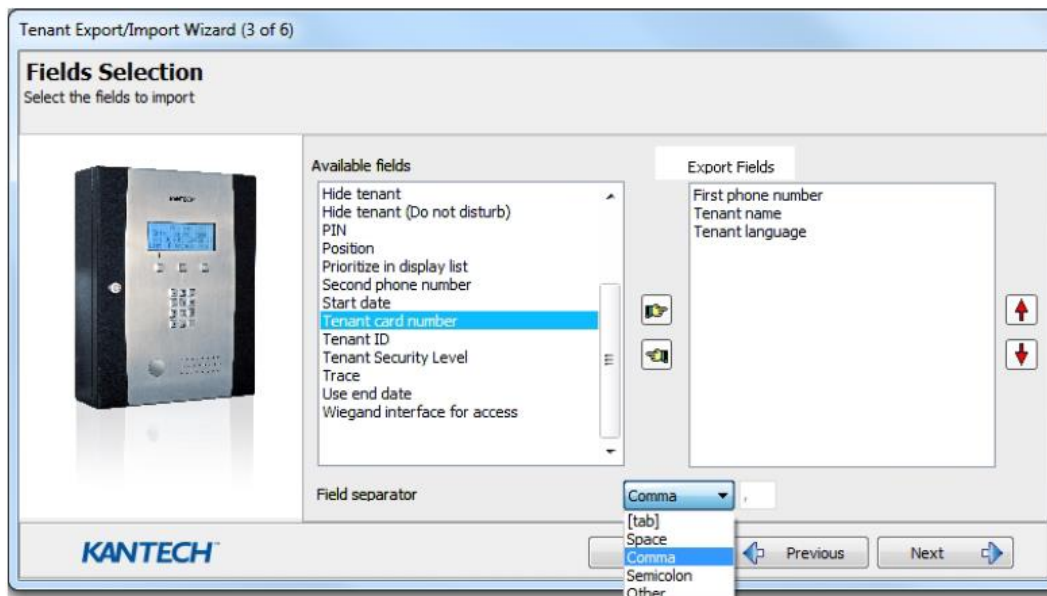 Tenant Export/Import Wizard (3 of 6)
Fields Selection
Select the fields to import
Available fields
Hide tenant
Hide tenant (Do not disturb)
PIN
Position
Prioritize in display list
Second phone number
Start date
Tenant card number
Tenant ID
Tenant Security Level
Trace
Use end date
Wiegand interface for access
Export Fields
First phone number
Tenant name
Tenant language
KANTECH
Field separator
Comma ,
[tab]
Space
Comma
Semicolon
Other
KANTECH
Previous
Next